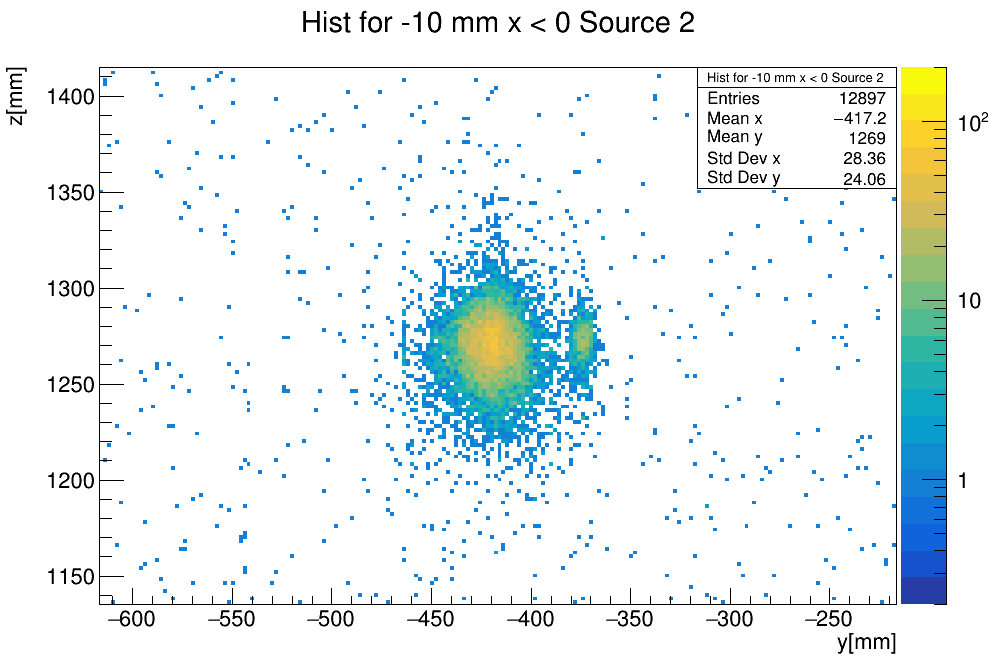 Hist for -10 mm x < 0 Source 2
z[mm]
Hist for -10 mm x < 0 Source 2
Entries 12897
Mean x −417.2
Mean y 1269
Std Dev x 28.36
Std Dev y 24.06
1400
1350
1300
1250
1200
1150
10²
10
1
−600 −550 −500 −450 −400 −350 −300 −250
y[mm]